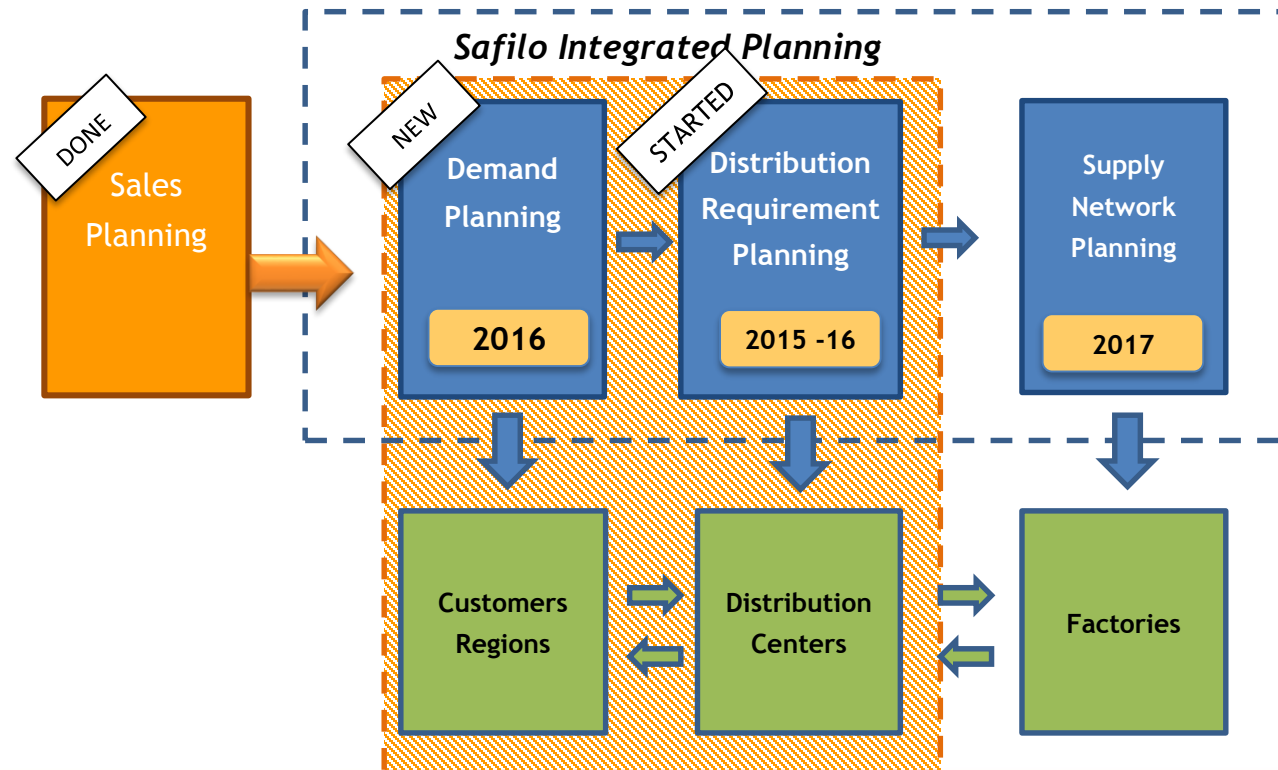 Safilo Integrated Planning
DONE
Sales
Planning
NEW
Demand
Planning
2016
STARTED
Distribution
Requirement
Planning
2015 -16
Supply
Network
Planning
2017
Customers
Regions
Distribution
Centers
Factories